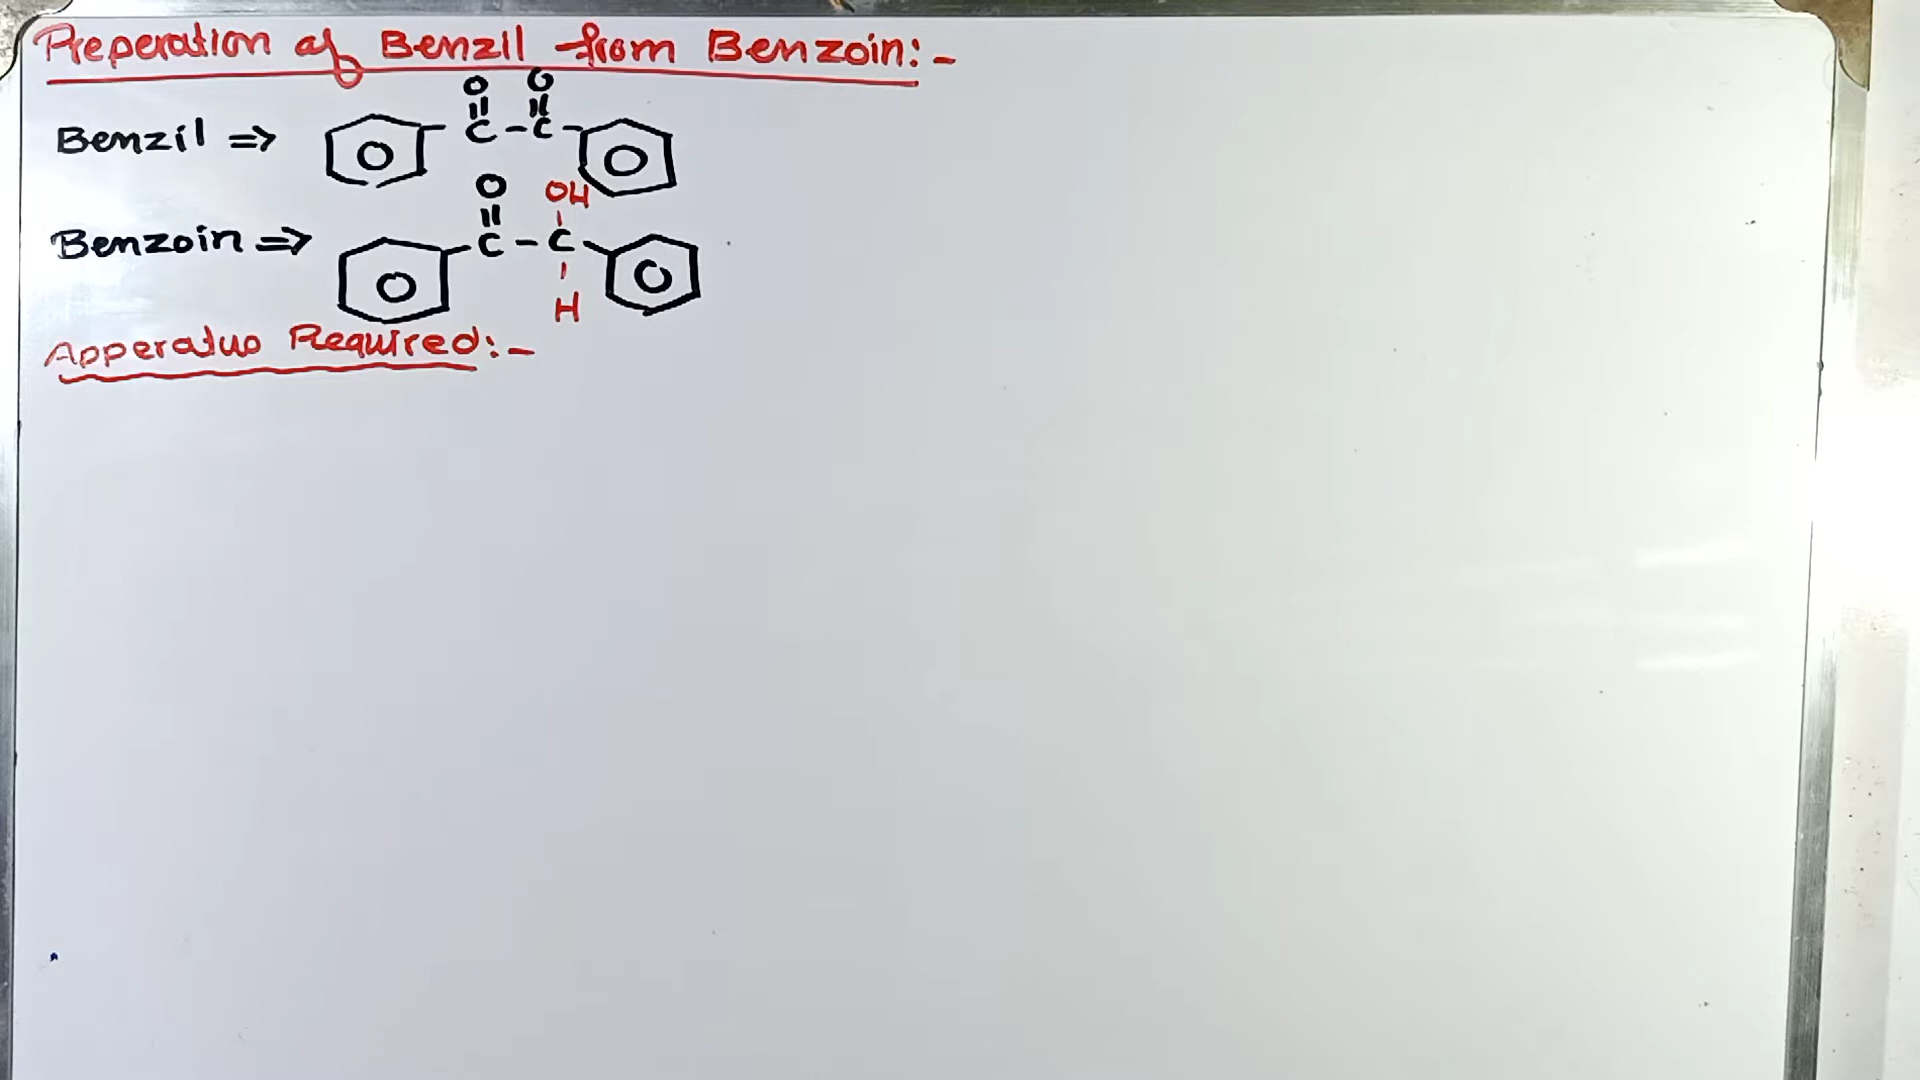 Preperation of Benzil from Benzoin:-
O O
Benzil ⇒ C-C-
O OH
Benzoin ⇒ C-C
H
Apperatus Required:-